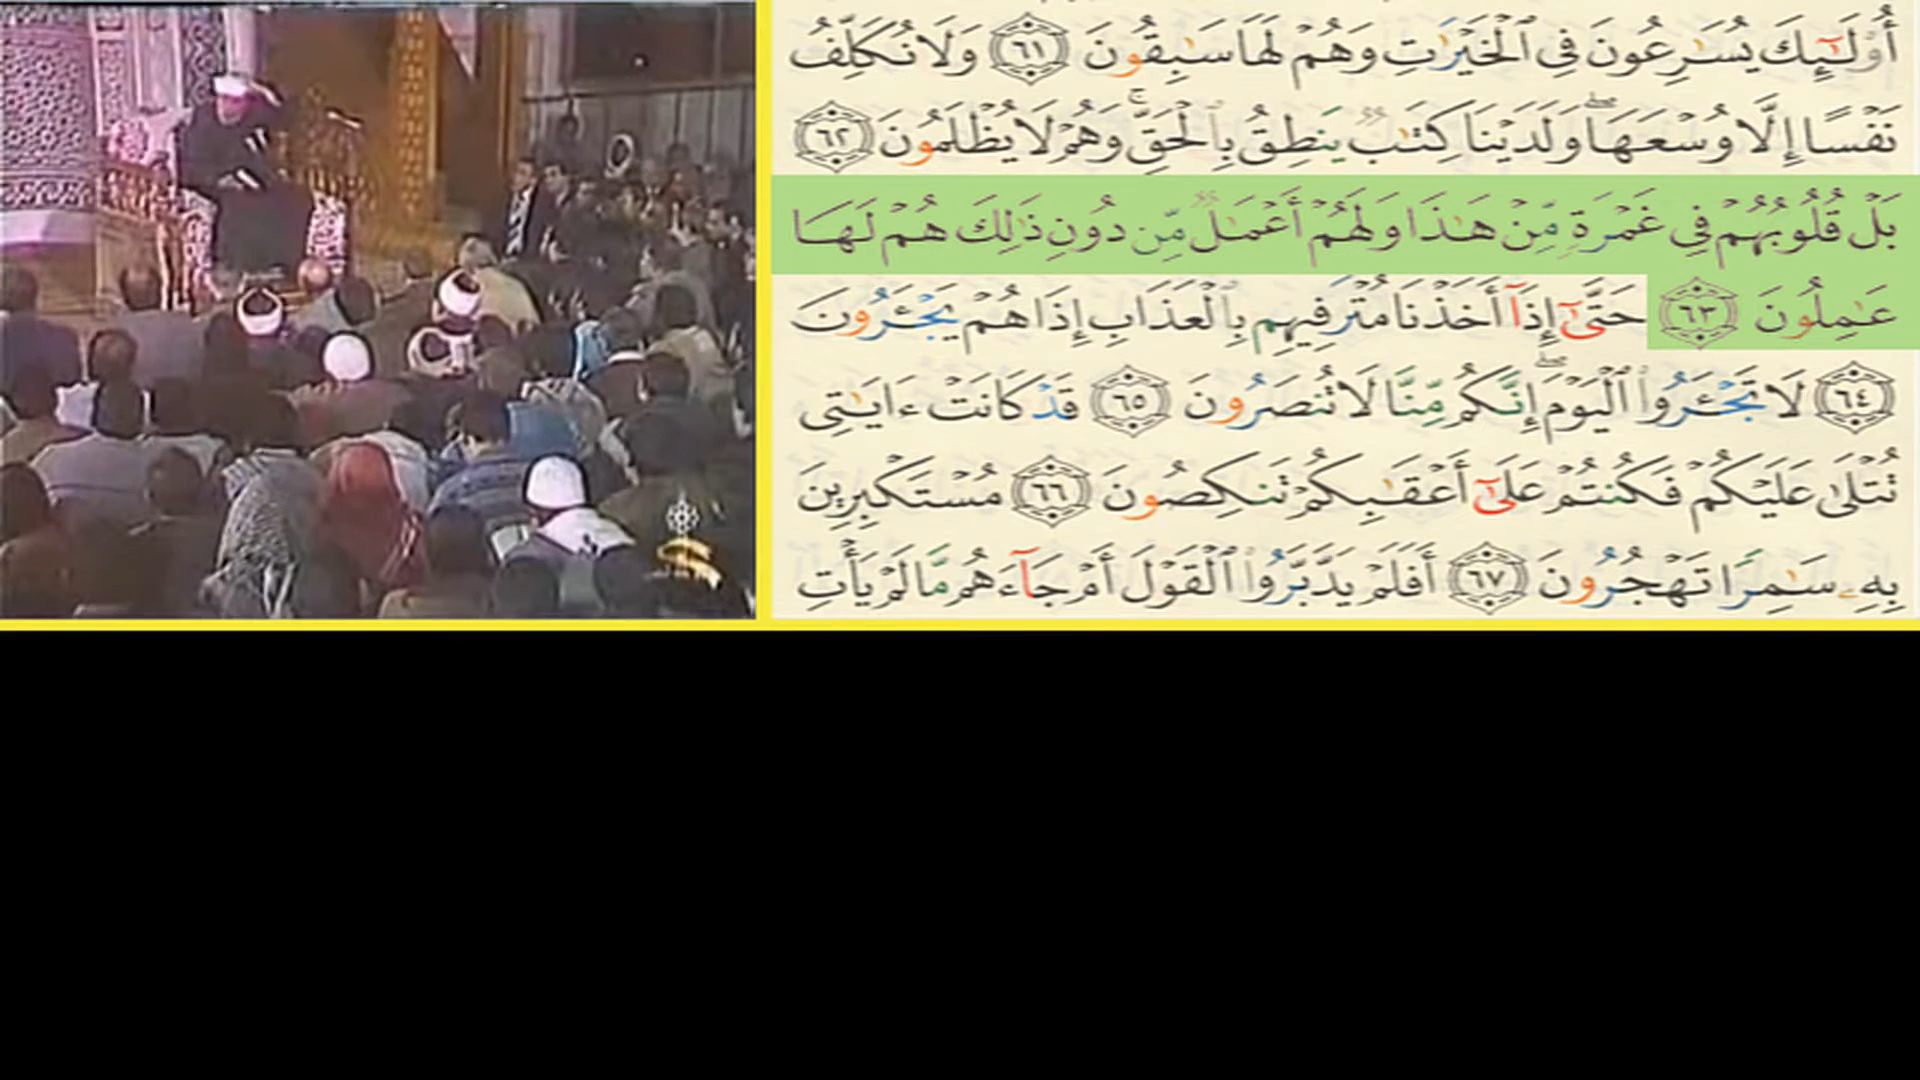 أُو۟لَـٰٓئِكَ يُسَـٰرِعُونَ فِى ٱلْخَيْرَٰتِ وَهُمْ لَهَا سَـٰبِقُونَ ٦١ وَلَا نُكَلِّفُ
نَفْسًا إِلَّا وُسْعَهَا ۖ وَلَدَيْنَا كِتَـٰبٌ يَنطِقُ بِٱلْحَقِّ ۚ وَهُمْ لَا يُظْلَمُونَ ٦٢
بَلْ قُلُوبُهُمْ فِى غَمْرَةٍ مِّنْ هَـٰذَا وَلَهُمْ أَعْمَـٰلٌ مِّن دُونِ ذَٰلِكَ هُمْ لَهَا
عَـٰمِلُونَ ٦٣ حَتَّىٰٓ إِذَآ أَخَذْنَا مُتْرَفِيهِم بِٱلْعَذَابِ إِذَا هُمْ يَجْـَٔرُونَ
٦٤ لَا تَجْـَٔرُوا۟ ٱلْيَوْمَ ۖ إِنَّكُم مِّنَّا لَا تُنصَرُونَ ٦٥ قَدْ كَانَتْ ءَايَـٰتِى
تُتْلَىٰ عَلَيْكُمْ فَكُنتُمْ عَلَىٰٓ أَعْقَـٰبِكُمْ تَنكِصُونَ ٦٦ مُسْتَكْبِرِينَ
بِهِۦ سَـٰمِرًا تَهْجُرُونَ ٦٧ أَفَلَمْ يَدَّبَّرُوا۟ ٱلْقَوْلَ أَمْ جَآءَهُم مَّا لَمْ يَأْتِ